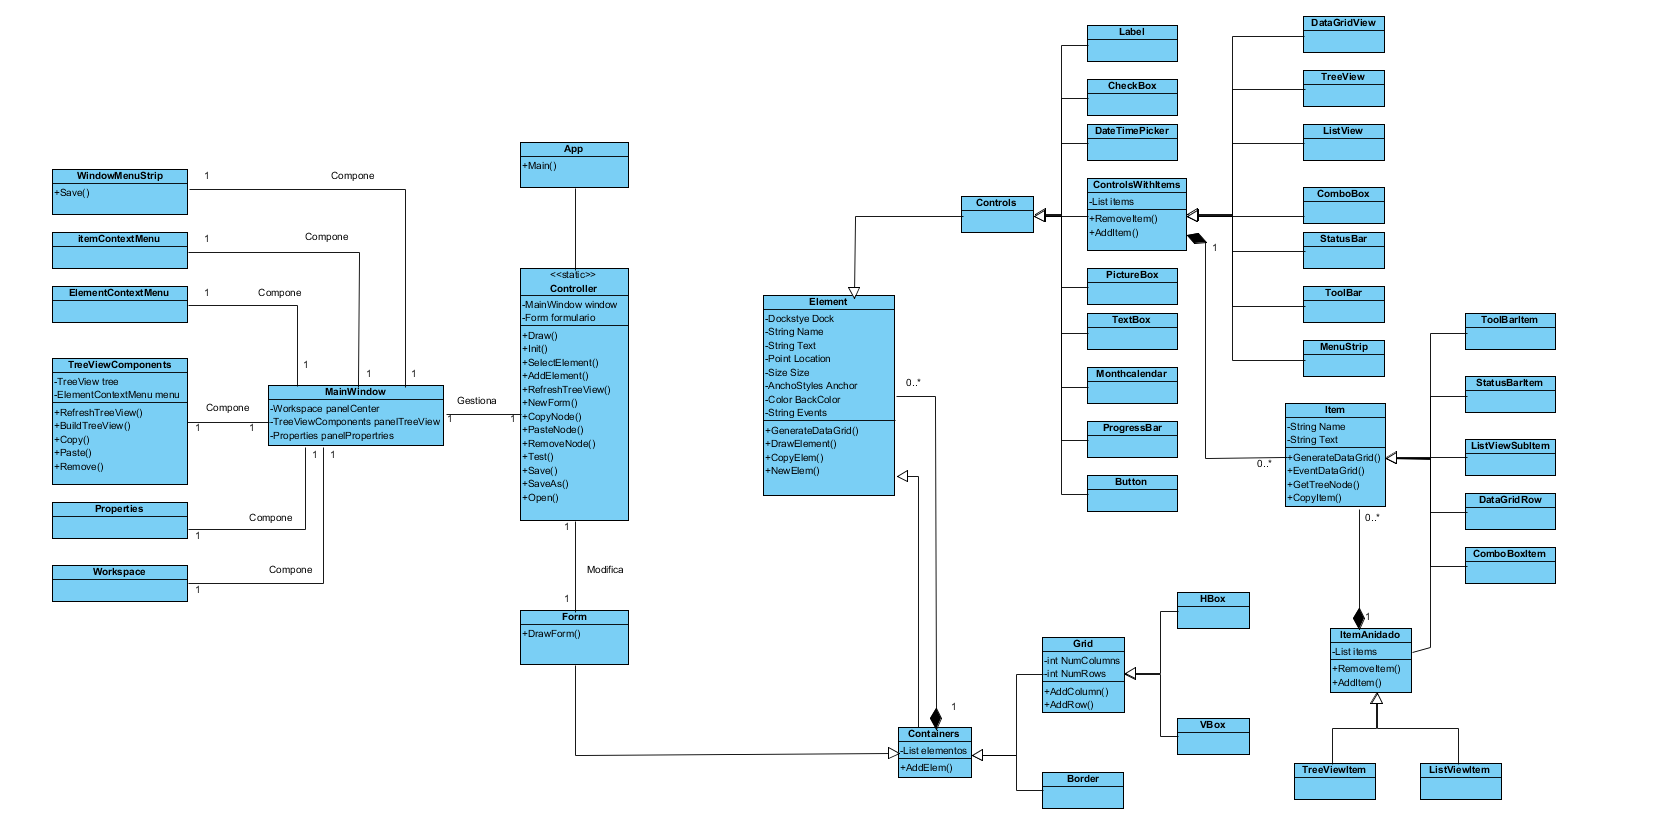 WindowMenuStrip
+Save()
1
Compone
itemContextMenu
1
Compone
ElementContextMenu
1
Compone
TreeViewComponents
-TreeView tree
-ElementContextMenu menu
+RefreshTreeView()
+BuildTreeView()
+Copy()
+Paste()
+Remove()
Compone
1
1
1
1
1
MainWindow
-Workspace panelCenter
-TreeViewComponents panelTreeView
-Properties panelPropertries
1
1
Properties
Compone
1
Workspace
Compone
1
Gestiona
1
1
App
+Main()
<<static>>
Controller
-MainWindow window
-Form formulario
+Draw()
+Init()
+SelectElement()
+AddElement()
+RefreshTreeView()
+NewForm()
+CopyNode()
+PasteNode()
+RemoveNode()
+Test()
+Save()
+SaveAs()
+Open()
1
Modifica
1
Form
+DrawForm()
Element
-Dockstye Dock
-String Name
-String Text
-Point Location
-Size Size
-AnchoStyles Anchor
-Color BackColor
-String Events
+GenerateDataGrid()
+DrawElement()
+CopyElem()
+NewElem()
0..*
1
Containers
-List elementos
+AddElem()
Controls
Label
CheckBox
DateTimePicker
ControlsWithItems
-List items
+RemoveItem()
+AddItem()
1
PictureBox
TextBox
Monthcalendar
ProgressBar
Button
DataGridView
TreeView
ListView
ComboBox
StatusBar
ToolBar
MenuStrip
0..*
Item
-String Name
-String Text
+GenerateDataGrid()
+EventDataGrid()
+GetTreeNode()
+CopyItem()
0..*
ToolBarItem
StatusBarItem
ListViewSubItem
DataGridRow
ComboBoxItem
1
ItemAnidado
-List items
+RemoveItem()
+AddItem()
TreeViewItem
ListViewItem
Grid
-int NumColumns
-int NumRows
+AddColumn()
+AddRow()
HBox
VBox
Border